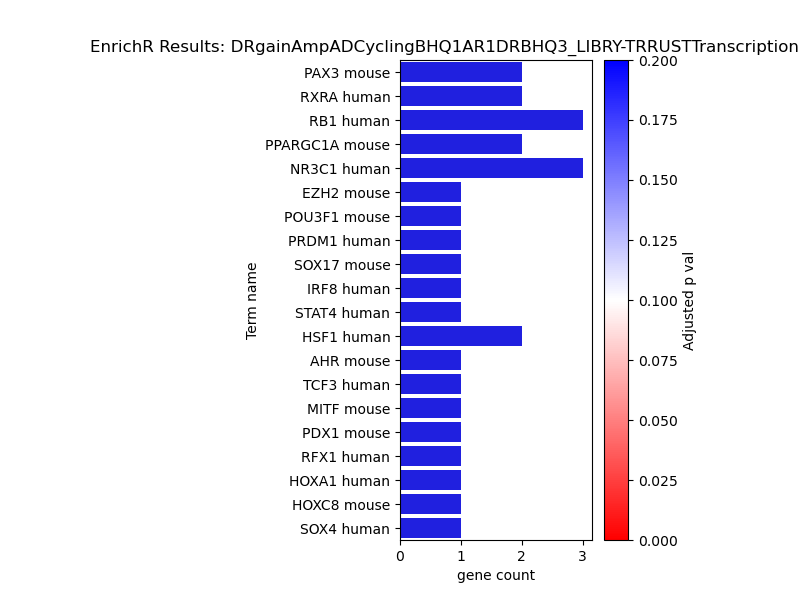 EnrichR Results: DRgainAmpADCyclingBHQ1AR1DRBHQ3_LIBRY-TRRUSTTranscription
PAX3 mouse
RXRA human
RB1 human
PPARGC1A mouse
NR3C1 human
EZH2 mouse
POU3F1 mouse
PRDM1 human
SOX17 mouse
IRF8 human
STAT4 human
HSF1 human
AHR mouse
TCF3 human
MITF mouse
PDX1 mouse
RFX1 human
HOXA1 human
HOXC8 mouse
SOX4 human
Term name
0 1 2 3
gene count
0.200
0.175
0.150
0.125
0.100
0.075
0.050
0.025
0.000
Adjusted p val